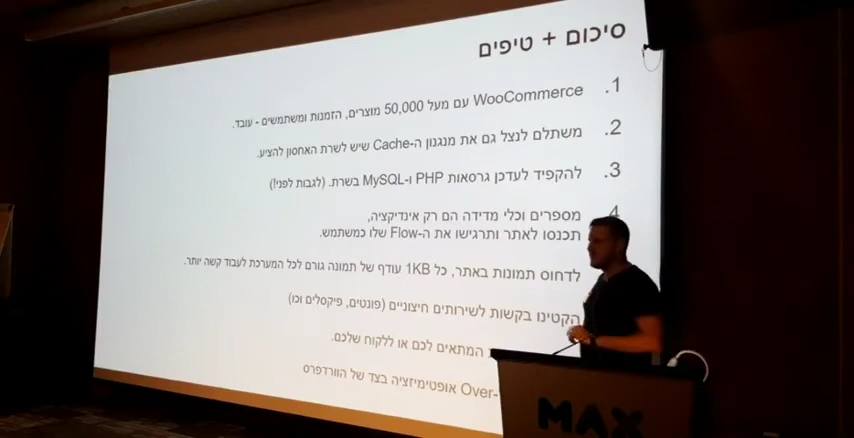 סיכום + טיפים
1. WooCommerce עם מעל 50,000 מוצרים, הזמנות ומשתמשים - עובד.
2. משתלם לנצל גם את מנגנון ה-Cache שיש לשרת האחסון להציע.
3. להקפיד לעדכן גרסאות PHP ו-MySQL בשרת. (לגבות לפני!)
4 מספרים וכלי מדידה הם רק אינדיקציה,
תכנסו לאתר ותרגישו את ה-Flow שלו כמשתמש.
לדחוס תמונות באתר, כל 1KB עודף של תמונה גורם לכל המערכת לעבוד קשה יותר.
הקטינו בקשות לשירותים חיצוניים (פונטים, פיקסלים וכו)
המתאים לכם או ללקוח שלכם.
Over- אופטימיזציה בצד של הוורדפרס
MAX